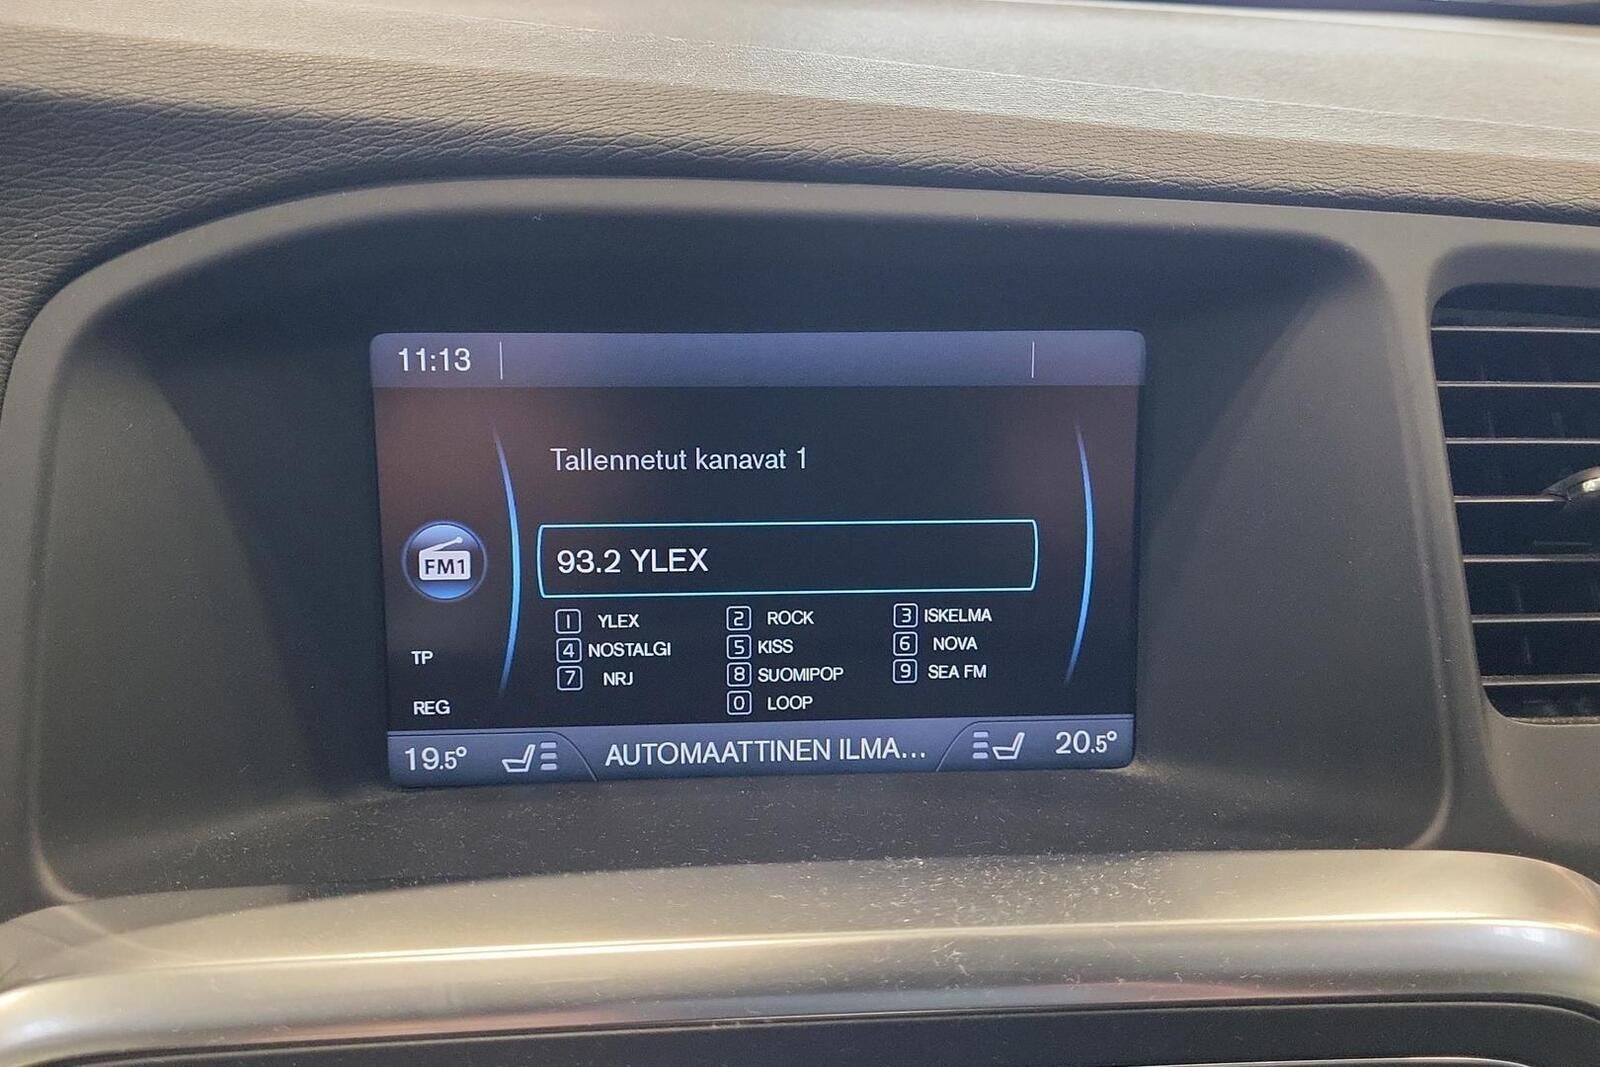 11:13
Tallennetut kanavat 1
FM1
93.2 YLEX
1 YLEX 2 ROCK 3 ISKELMA
4 NOSTALGI 5 KISS 6 NOVA
7 NRJ 8 SUOMIPOP 9 SEA FM
0 LOOP
TP
REG
19.5° AUTOMAATTINEN ILMA... 20.5°